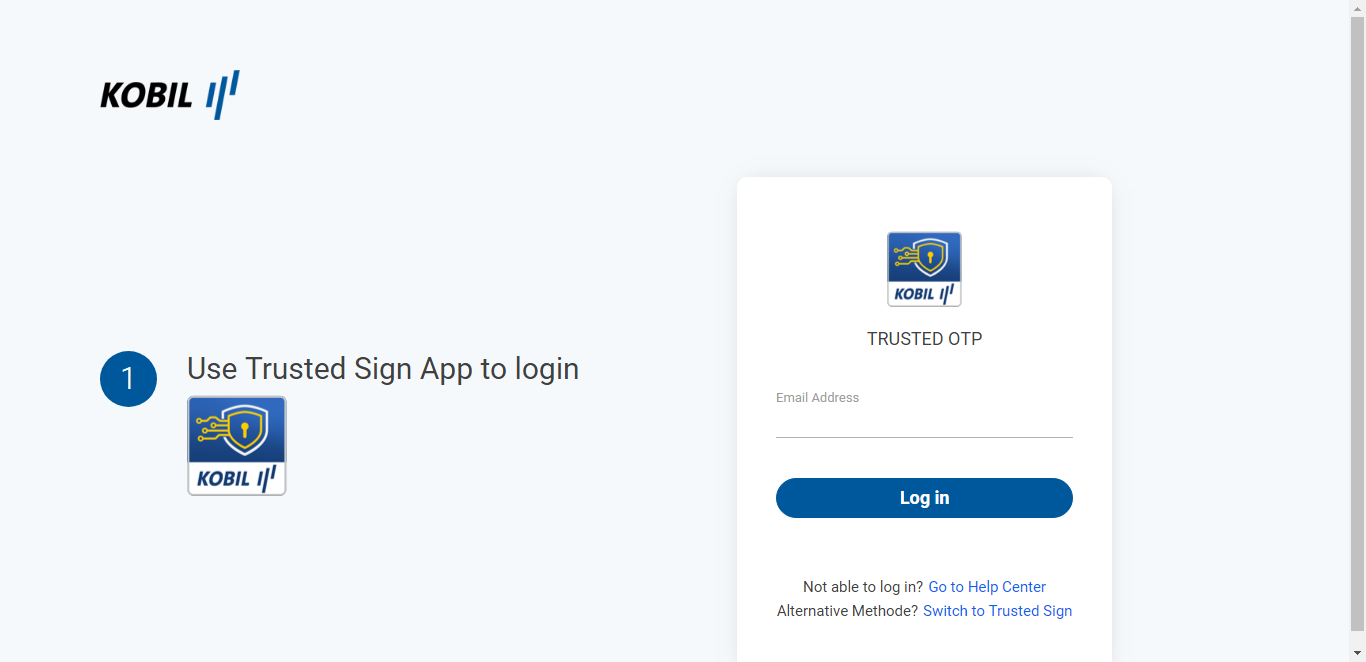 KOBIL
1
Use Trusted Sign App to login
KOBIL
KOBIL
TRUSTED OTP
Email Address
Log in
Not able to log in? Go to Help Center
Alternative Methode? Switch to Trusted Sign